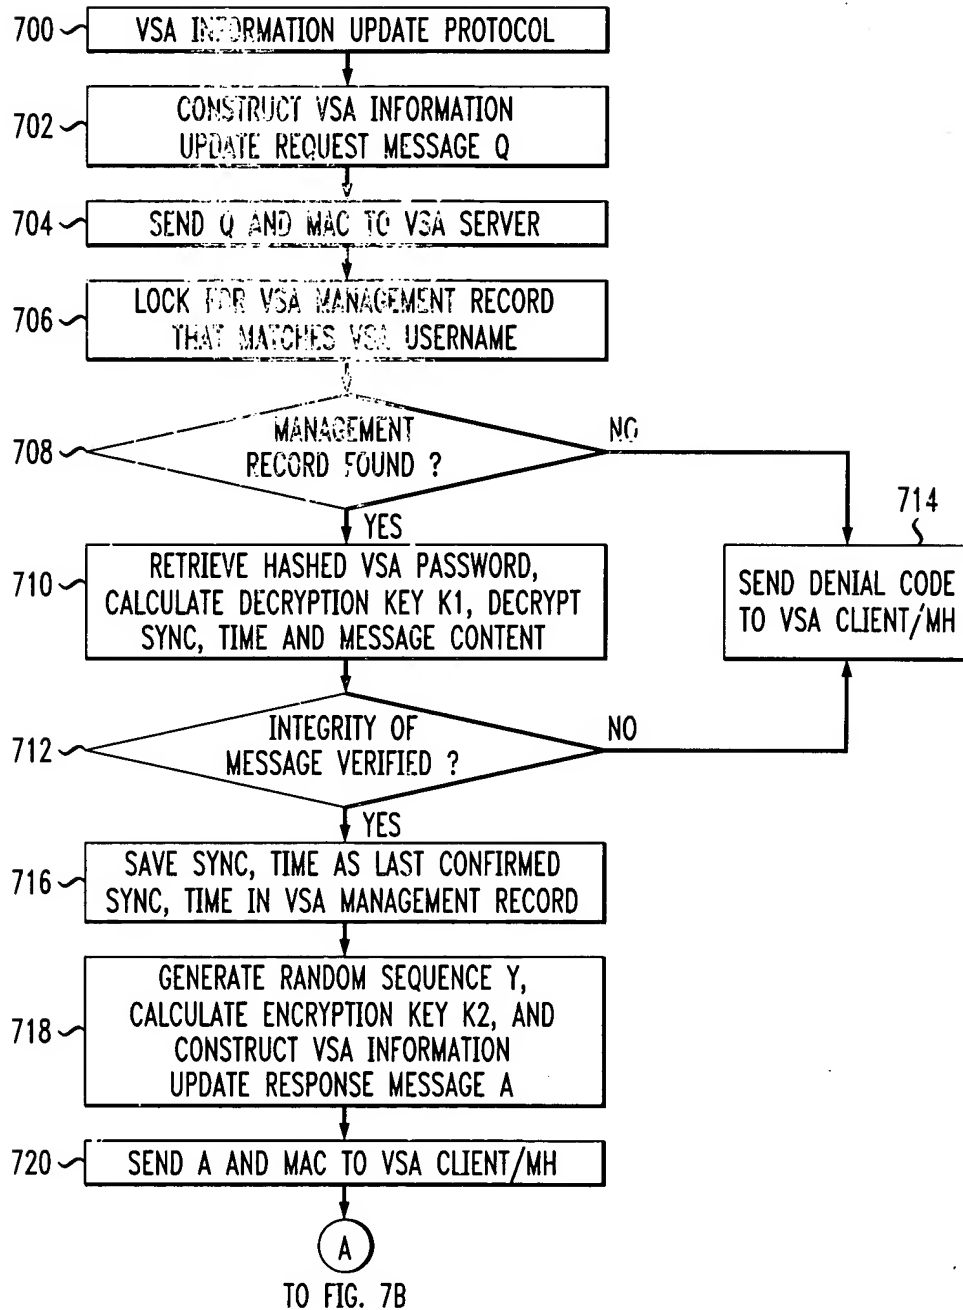 700
VSA INFORMATION UPDATE PROTOCOL
702
CONSTRUCT VSA INFORMATION
UPDATE REQUEST MESSAGE Q
704
SEND Q AND MAC TO VSA SERVER
706
LOCK FOR VSA MANAGEMENT RECORD
THAT MATCHES VSA USERNAME
708
MANAGEMENT
RECORD FOUND ?
NO
YES
714
SEND DENIAL CODE
TO VSA CLIENT/MH
710
RETRIEVE HASHED VSA PASSWORD,
CALCULATE DECRYPTION KEY K1, DECRYPT
SYNC, TIME AND MESSAGE CONTENT
712
INTEGRITY OF
MESSAGE VERIFIED ?
NO
YES
716
SAVE SYNC, TIME AS LAST CONFIRMED
SYNC, TIME IN VSA MANAGEMENT RECORD
718
GENERATE RANDOM SEQUENCE Y,
CALCULATE ENCRYPTION KEY K2, AND
CONSTRUCT VSA INFORMATION
UPDATE RESPONSE MESSAGE A
720
SEND A AND MAC TO VSA CLIENT/MH
A
TO FIG. 7B